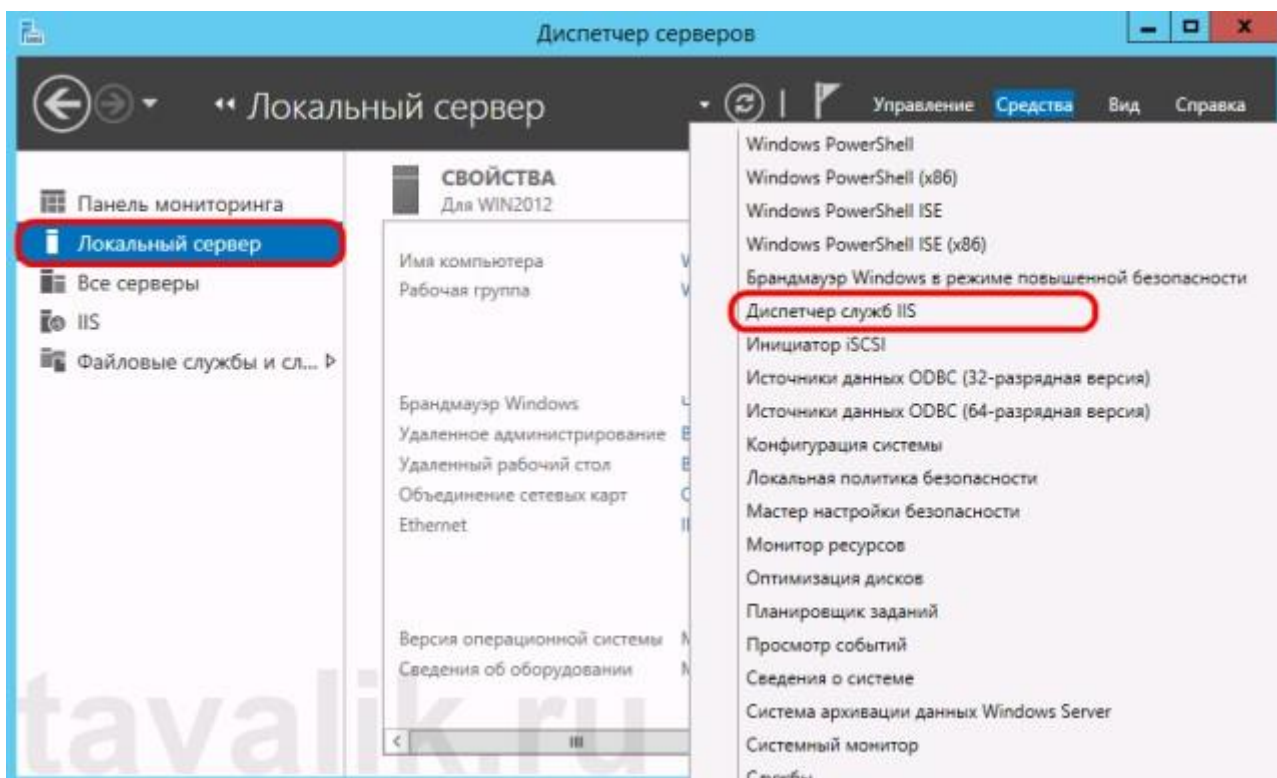 Диспетчер серверов
Локальный сервер
Управление Средства Вид Справка
Панель мониторинга
Локальный сервер
Все серверы
IIS
Файловые службы и сл...
СВОЙСТВА
Для WIN2012
Имя компьютера
Рабочая группа
Брандмауэр Windows
Удаленное администрирование
Удаленный рабочий стол
Объединение сетевых карт
Ethernet
Версия операционной системы
Сведения об оборудовании
Windows PowerShell
Windows PowerShell (x86)
Windows PowerShell ISE
Windows PowerShell ISE (x86)
Брандмауэр Windows в режиме повышенной безопасности
Диспетчер служб IIS
Инициатор iSCSI
Источники данных ODBC (32-разрядная версия)
Источники данных ODBC (64-разрядная версия)
Конфигурация системы
Локальная политика безопасности
Мастер настройки безопасности
Монитор ресурсов
Оптимизация дисков
Планировщик заданий
Просмотр событий
Сведения о системе
Система архивации данных Windows Server
Системный монитор
Службы
tavalik.ru